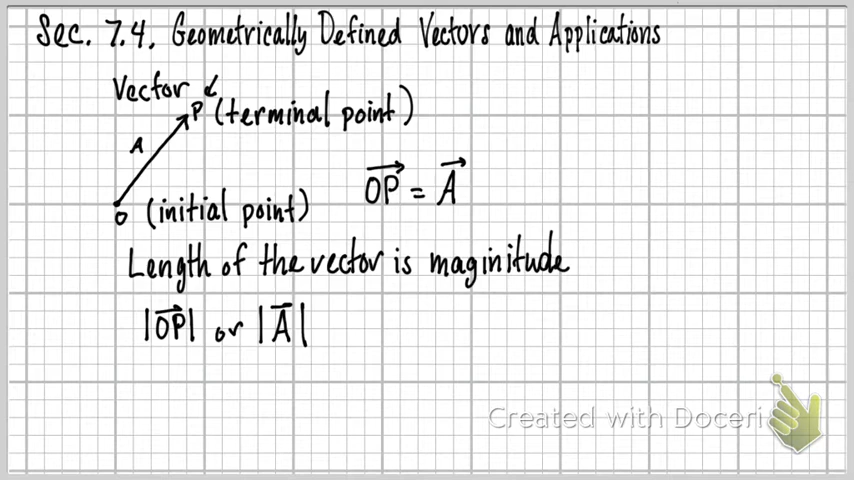 Sec. 7.4. Geometrically Defined Vectors and Applications
Vector
P (terminal point)
A
O (initial point)
OP = A
Length of the vector is maginitude
|OP| or |A|
Created with Doceri